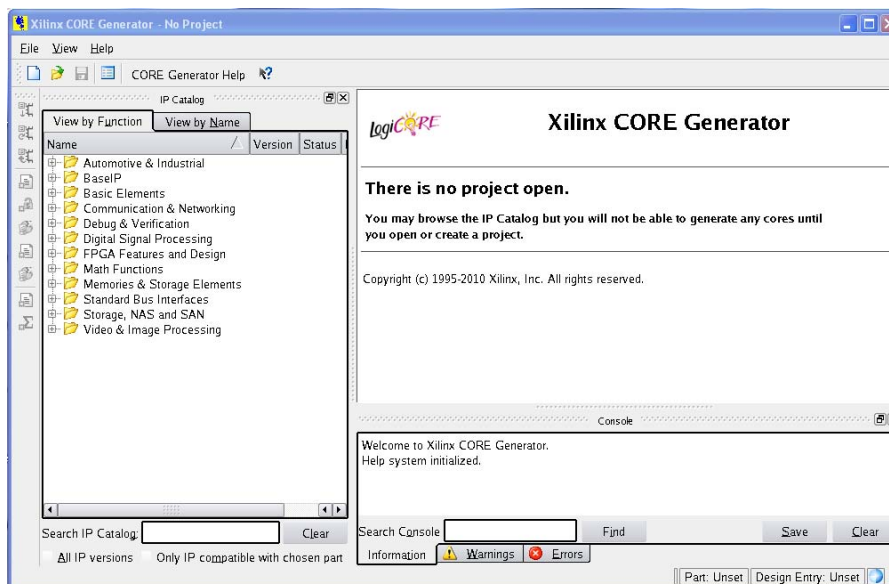 Xilinx CORE Generator - No Project
File View Help
CORE Generator Help
IP Catalog
View by Function View by Name
Name Version Status
Automotive & Industrial
BaseIP
Basic Elements
Communication & Networking
Debug & Verification
Digital Signal Processing
FPGA Features and Design
Math Functions
Memories & Storage Elements
Standard Bus Interfaces
Storage, NAS and SAN
Video & Image Processing
Search IP Catalog: Clear
All IP versions Only IP compatible with chosen part
LogiCORE
Xilinx CORE Generator
There is no project open.
You may browse the IP Catalog but you will not be able to generate any cores until
you open or create a project.
Copyright (c) 1995-2010 Xilinx, Inc. All rights reserved.
Console
Welcome to Xilinx CORE Generator.
Help system initialized.
Search Console Find Save Clear
Information Warnings Errors
Part: Unset Design Entry: Unset